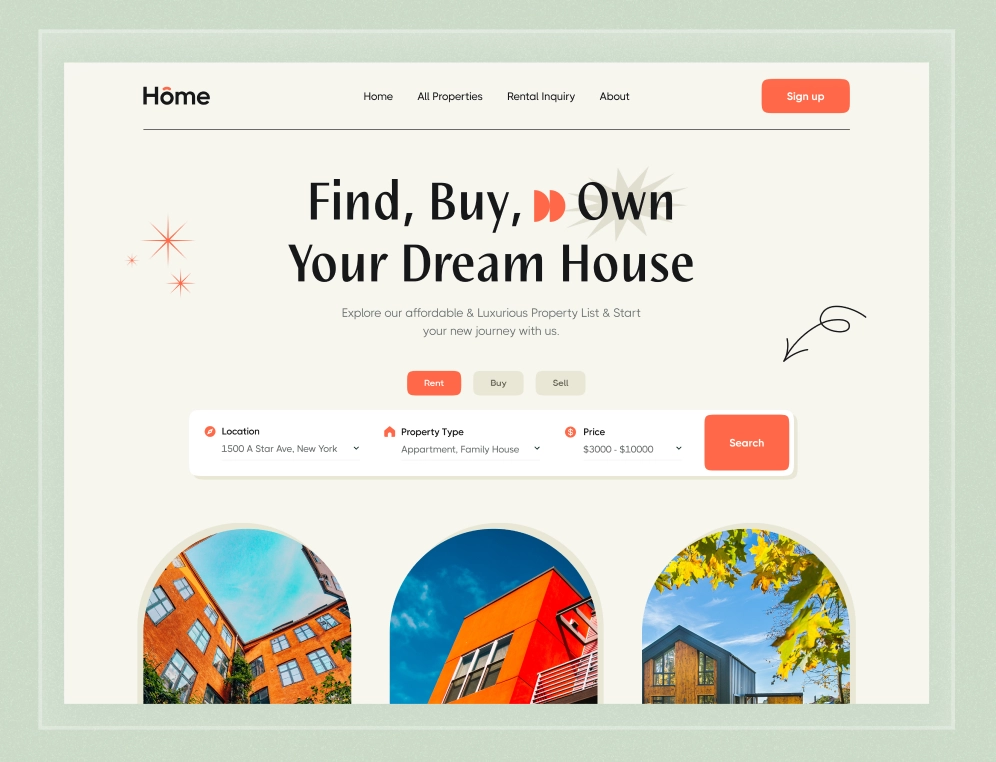 Hôme
Home All Properties Rental Inquiry About
Sign up
Find, Buy, Own
Your Dream House
Explore our affordable & Luxurious Property List & Start
your new journey with us.
Rent Buy Sell
Location
1500 A Star Ave, New York
Property Type
Appartment, Family House
Price
$3000 - $10000
Search